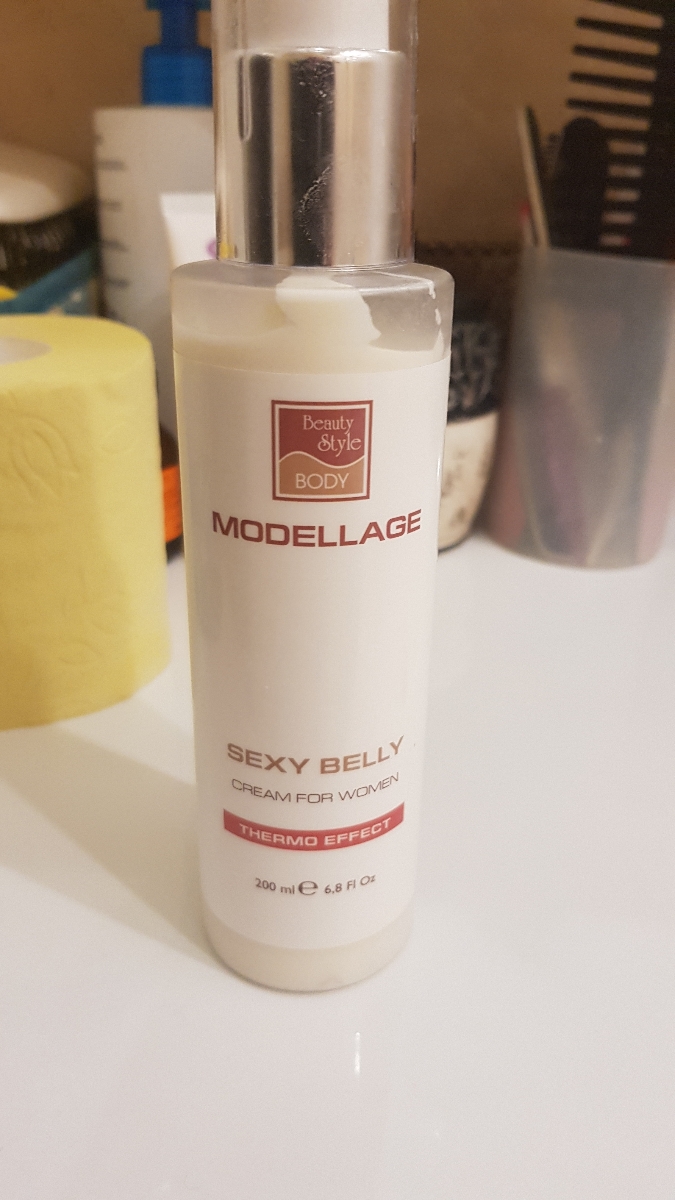 Beauty
Style
BODY
MODELLAGE
SEXY BELLY
CREAM FOR WOMEN
THERMO EFFECT
200 ml ℮ 6,8 Fl Oz